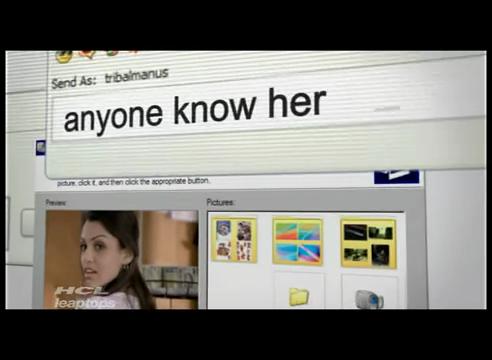 Send As: tribalmanus
anyone know her
picture, click it, and then click the appropriate button.
Preview:
Pictures:
HCL
leaptops